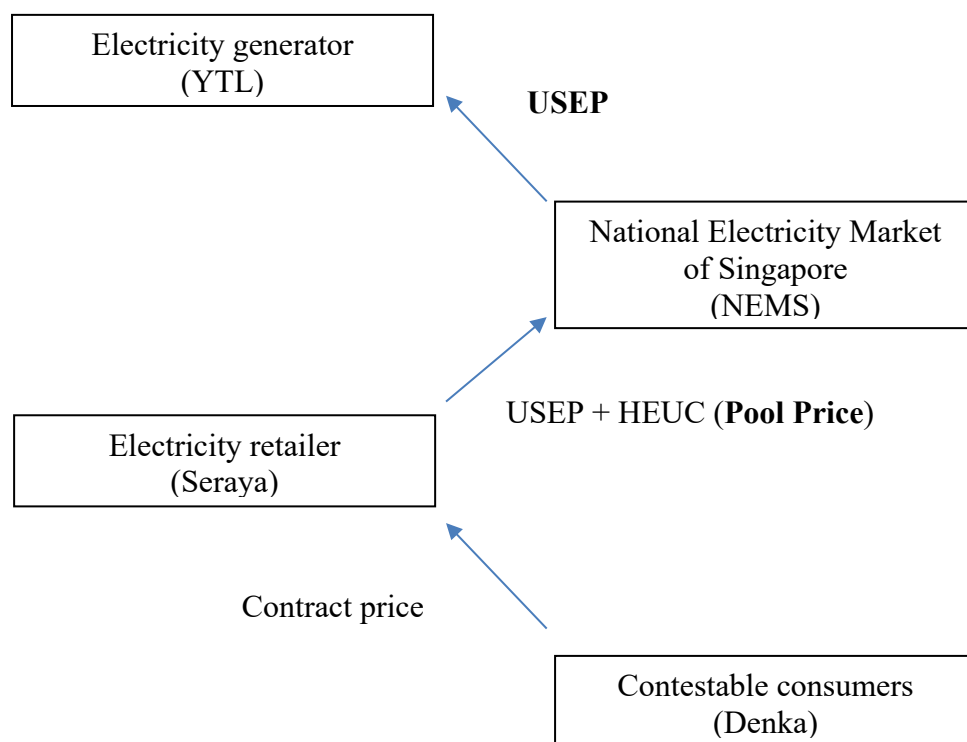 Electricity generator
(YTL)
USEP
National Electricity Market
of Singapore
(NEMS)
USEP + HEUC (Pool Price)
Electricity retailer
(Seraya)
Contract price
Contestable consumers
(Denka)